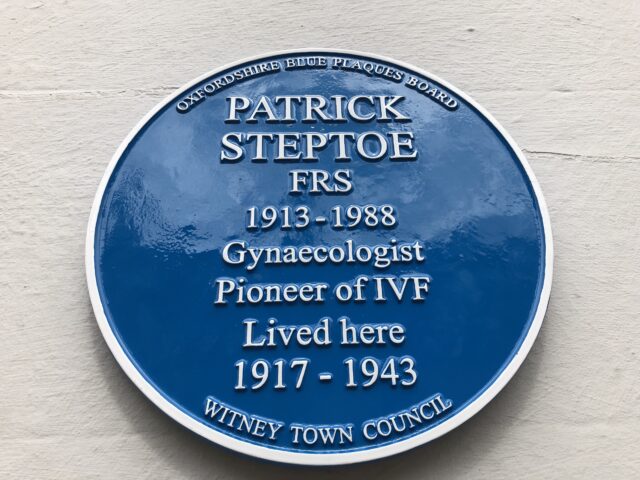 OXFORDSHIRE BLUE PLAQUES BOARD
PATRICK
STEPTOE
FRS
1913 - 1988
Gynaecologist
Pioneer of IVF
Lived here
1917 - 1943
WITNEY TOWN COUNCIL